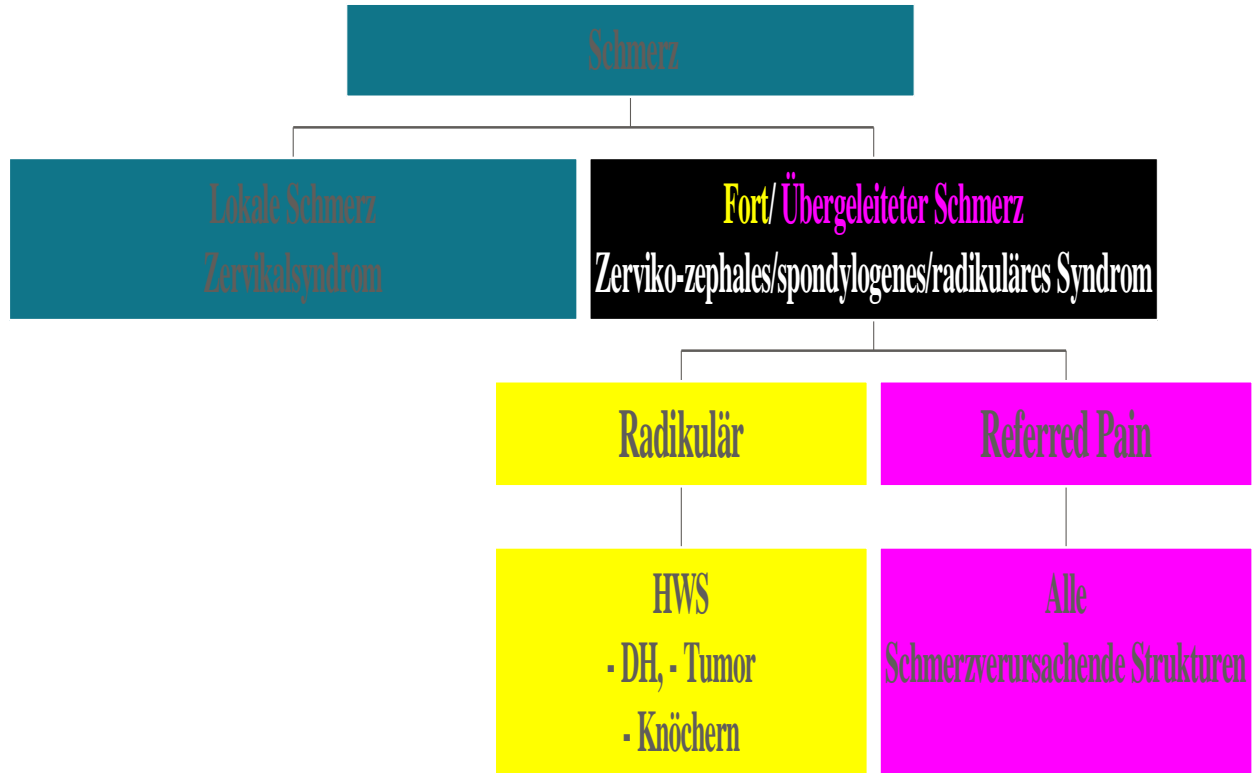 Schmerz
Lokale Schmerz
Zervikalsyndrom
Fort/ Übergeleiteter Schmerz
Zerviko-zephales/spondylogenes/radikuläres Syndrom
Radikulär
Referred Pain
HWS
- DH, - Tumor
- Knöchern
Alle
Schmerzverursachende Strukturen